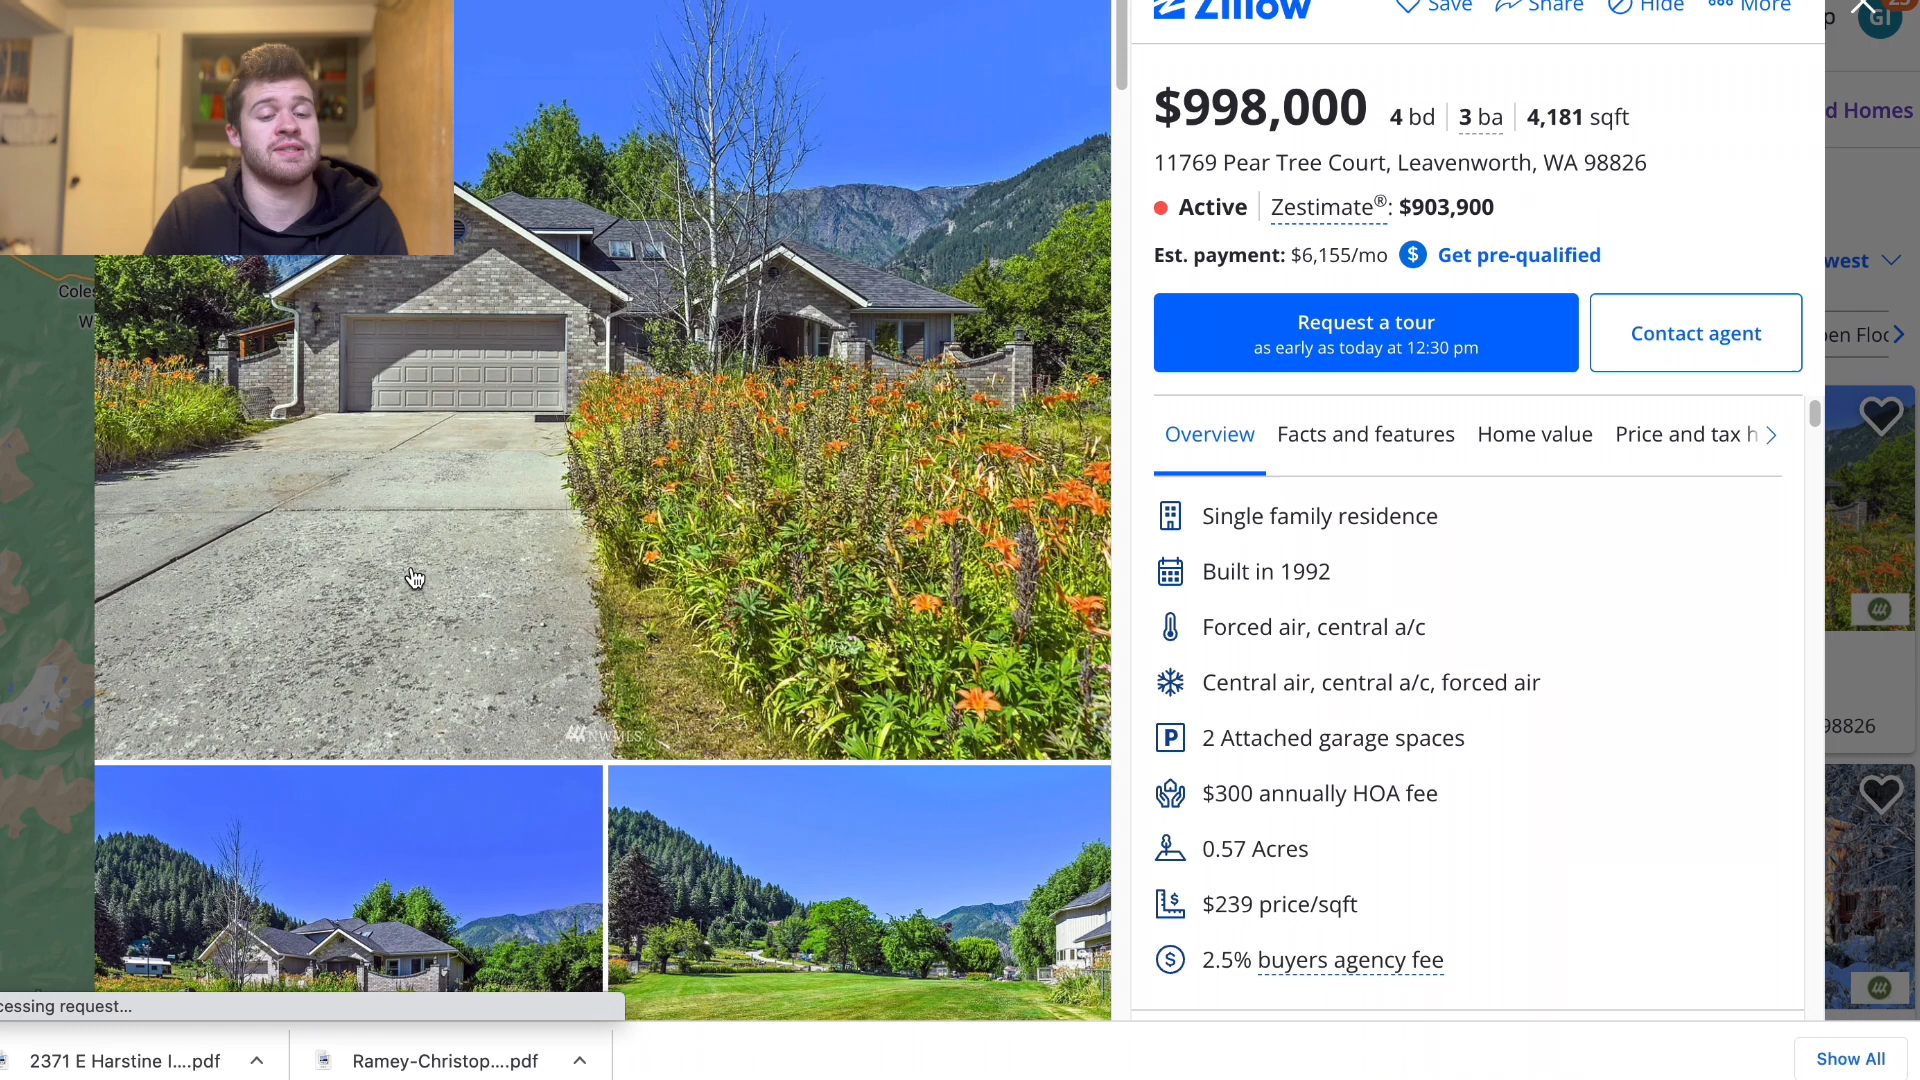 Zillow
Save Share Hide More
GI
$998,000 4 bd 3 ba 4,181 sqft
d Homes
11769 Pear Tree Court, Leavenworth, WA 98826
Active Zestimate®: $903,900
Est. payment: $6,155/mo $ Get pre-qualified
west
Coles
W
Request a tour
as early as today at 12:30 pm
Contact agent
en Floo
Overview Facts and features Home value Price and tax h
Single family residence
Built in 1992
Forced air, central a/c
Central air, central a/c, forced air
P 2 Attached garage spaces
NWMLS
98826
$300 annually HOA fee
0.57 Acres
$239 price/sqft
2.5% buyers agency fee
cessing request...
2371 E Harstine I....pdf
Ramey-Christop....pdf
Show All